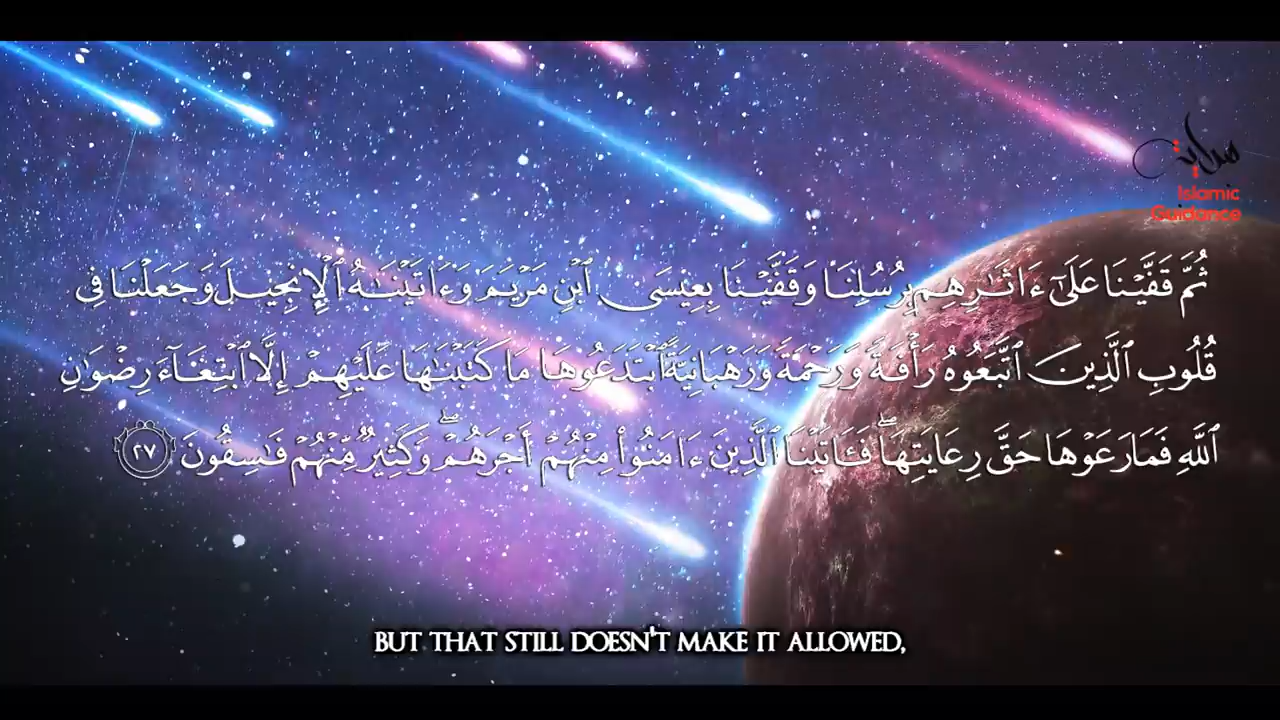 هداية
Islamic
Guidance
ثُمَّ قَفَّيْنَا عَلَىٰٓ ءَاثَـٰرِهِم بِرُسُلِنَا وَقَفَّيْنَا بِعِيسَى ٱبْنِ مَرْيَمَ وَءَاتَيْنَـٰهُ ٱلْإِنجِيلَ وَجَعَلْنَا فِى
قُلُوبِ ٱلَّذِينَ ٱتَّبَعُوهُ رَأْفَةً وَرَحْمَةً وَرَهْبَانِيَّةً ٱبْتَدَعُوهَا مَا كَتَبْنَـٰهَا عَلَيْهِمْ إِلَّا ٱبْتِغَآءَ رِضْوَٰنِ
ٱللَّهِ فَمَا رَعَوْهَا حَقَّ رِعَايَتِهَا ۖ فَـَٔاتَيْنَا ٱلَّذِينَ ءَامَنُوا۟ مِنْهُمْ أَجْرَهُمْ ۖ وَكَثِيرٌ مِّنْهُمْ فَـٰسِقُونَ ٢٧
BUT THAT STILL DOESN'T MAKE IT ALLOWED,